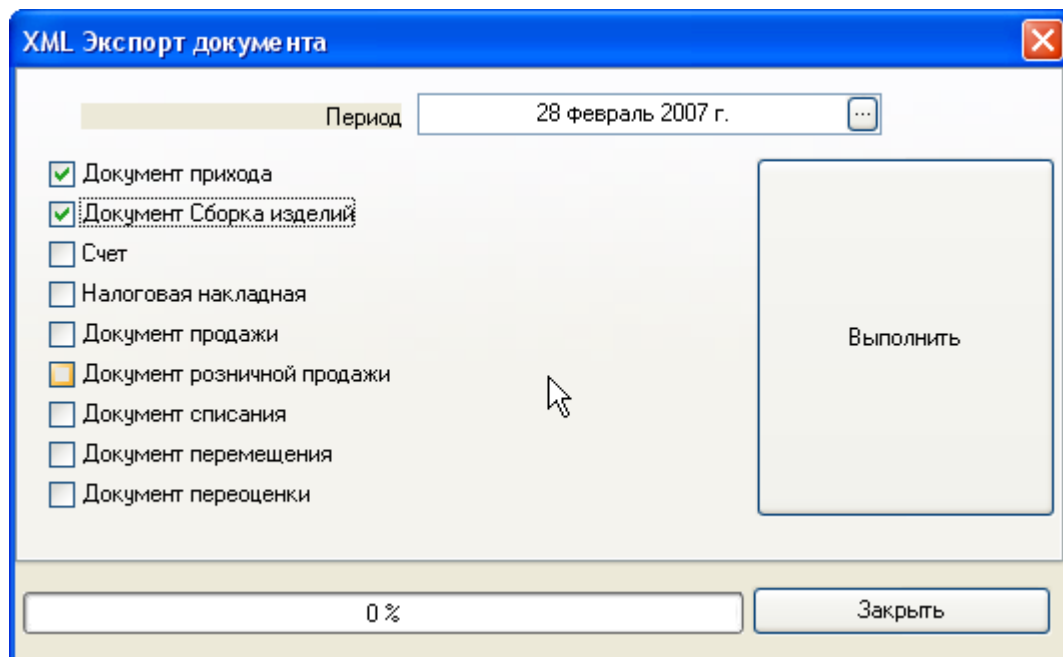 XML Экспорт документа
Период 28 февраль 2007 г. ...
Документ прихода
Документ Сборка изделий
Счет
Налоговая накладная
Документ продажи
Выполнить
Документ розничной продажи
Документ списания
Документ перемещения
Документ переоценки
0 % Закрыть